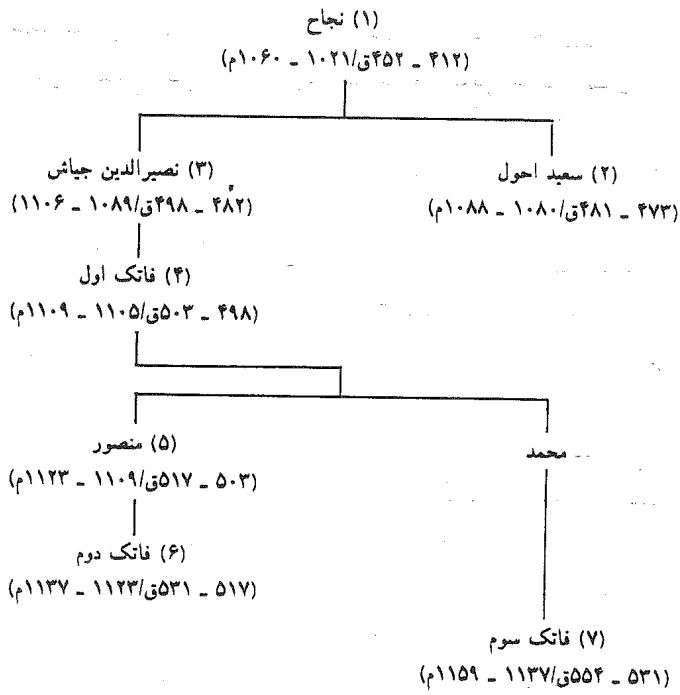 (۱) نجاح
(۴۱۲ ـ ۴۵۲ق/۱۰۲۱ ـ ۱۰۶۰م)
(۲) سعید احول
(۴۷۳ ـ ۴۸۱ق/۱۰۸۰ ـ ۱۰۸۸م)
(۳) نصیرالدین جیاش
(۴۸۲ ـ ۴۹۸ق/۱۰۸۹ ـ ۱۱۰۶)
(۴) فاتک اول
(۴۹۸ ـ ۵۰۳ق/۱۱۰۵ ـ ۱۱۰۹م)
(۵) منصور
(۵۰۳ ـ ۵۱۷ق/۱۱۰۹ ـ ۱۱۲۳م)
محمد
(۶) فاتک دوم
(۵۱۷ ـ ۵۳۱ق/۱۱۲۳ ـ ۱۱۳۷م)
(۷) فاتک سوم
(۵۳۱ ـ ۵۵۴ق/۱۱۳۷ ـ ۱۱۵۹م)